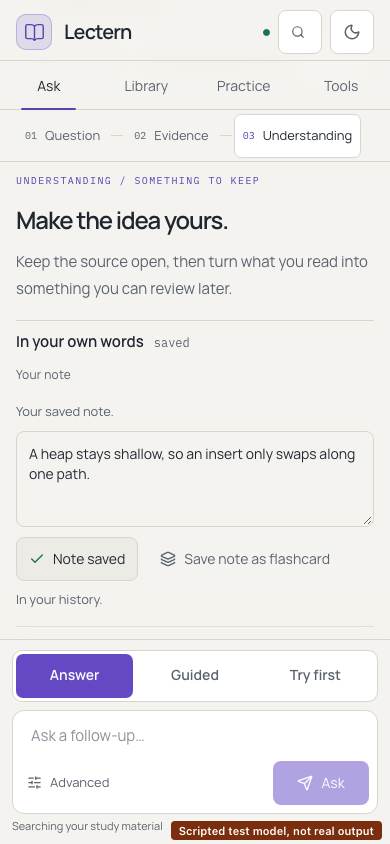 Lectern
Ask Library Practice Tools
01 Question 02 Evidence 03 Understanding
UNDERSTANDING / SOMETHING TO KEEP
Make the idea yours.
Keep the source open, then turn what you read into
something you can review later.
In your own words saved
Your note
Your saved note.
A heap stays shallow, so an insert only swaps along
one path.
Note saved Save note as flashcard
In your history.
Answer Guided Try first
Ask a follow-up…
Advanced Ask
Searching your study material Scripted test model, not real output